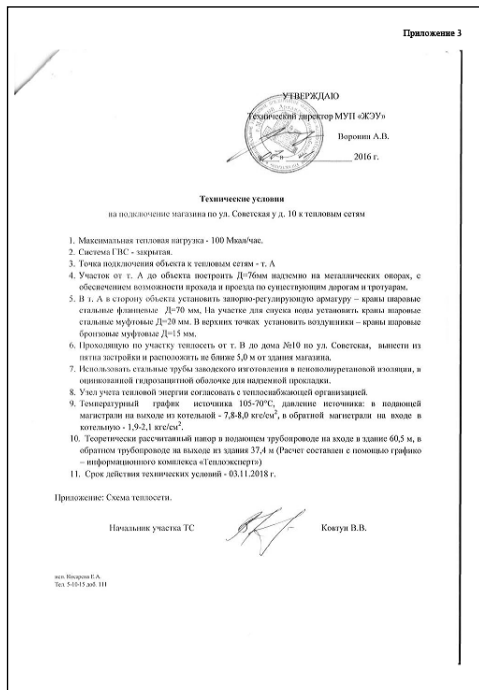 Приложение 3
УТВЕРЖДАЮ
Технический директор МУП «ЖЭУ»
Воронин А.В.
2016 г.
Технические условия
на подключение магазина по ул. Советская у д. 10 к тепловым сетям
1. Максимальная тепловая нагрузка - 100 Мкал/час.
2. Система ГВС - закрытая.
3. Точка подключения объекта к тепловым сетям - т. А
4. Участок от т. А до объекта построить Д=76мм надземно на металлических опорах, с
обеспечением возможности прохода и проезда по существующим дорогам и тротуарам.
5. В т. А в сторону объекта установить запорно-регулирующую арматуру – краны шаровые
стальные фланцевые Д=70 мм, На участке для спуска воды установить краны шаровые
стальные муфтовые Д=20 мм. В верхних точках установить воздушники – краны шаровые
бронзовые муфтовые Д=15 мм.
6. Проходящую по участку теплосеть от т. В до дома №10 по ул. Советская, вынести из
пятна застройки и расположить не ближе 5,0 м от здания магазина.
7. Использовать стальные трубы заводского изготовления в пенополиуретановой изоляции, в
оцинкованной гидрозащитной оболочке для надземной прокладки.
8. Узел учета тепловой энергии согласовать с теплоснабжающей организацией.
9. Температурный график источника 105-70°С, давление источника: в подающей
магистрали на выходе из котельной - 7,8-8,0 кгс/см², в обратной магистрали на входе в
котельную - 1,9-2,1 кгс/см².
10. Теоретически рассчитанный напор в подающем трубопроводе на входе в здание 60,5 м, в
обратном трубопроводе на выходе из здания 37,4 м (Расчет составлен с помощью графико
– информационного комплекса «Теплоэксперт»)
11. Срок действия технических условий - 03.11.2018 г.
Приложение: Схема теплосети.
Начальник участка ТС
Ковтун В.В.
исп. Е.А.
Тел. 5-10-15 доб. 111